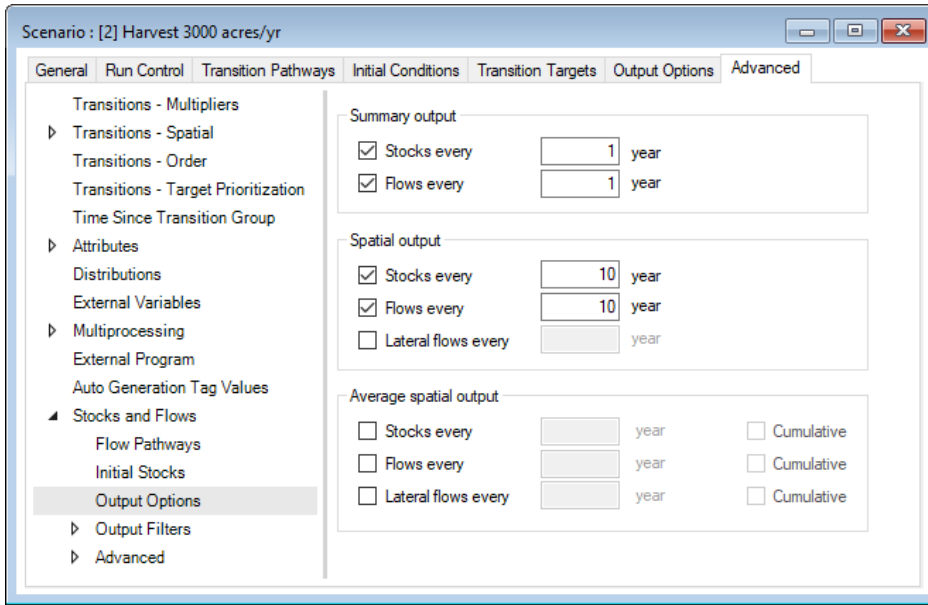 Scenario : [2] Harvest 3000 acres/yr
General Run Control Transition Pathways Initial Conditions Transition Targets Output Options Advanced
Transitions - Multipliers
Transitions - Spatial
Transitions - Order
Transitions - Target Prioritization
Time Since Transition Group
Attributes
Distributions
External Variables
Multiprocessing
External Program
Auto Generation Tag Values
Stocks and Flows
Flow Pathways
Initial Stocks
Output Options
Output Filters
Advanced
Summary output
Stocks every 1 year
Flows every 1 year
Spatial output
Stocks every 10 year
Flows every 10 year
Lateral flows every year
Average spatial output
Stocks every year Cumulative
Flows every year Cumulative
Lateral flows every year Cumulative